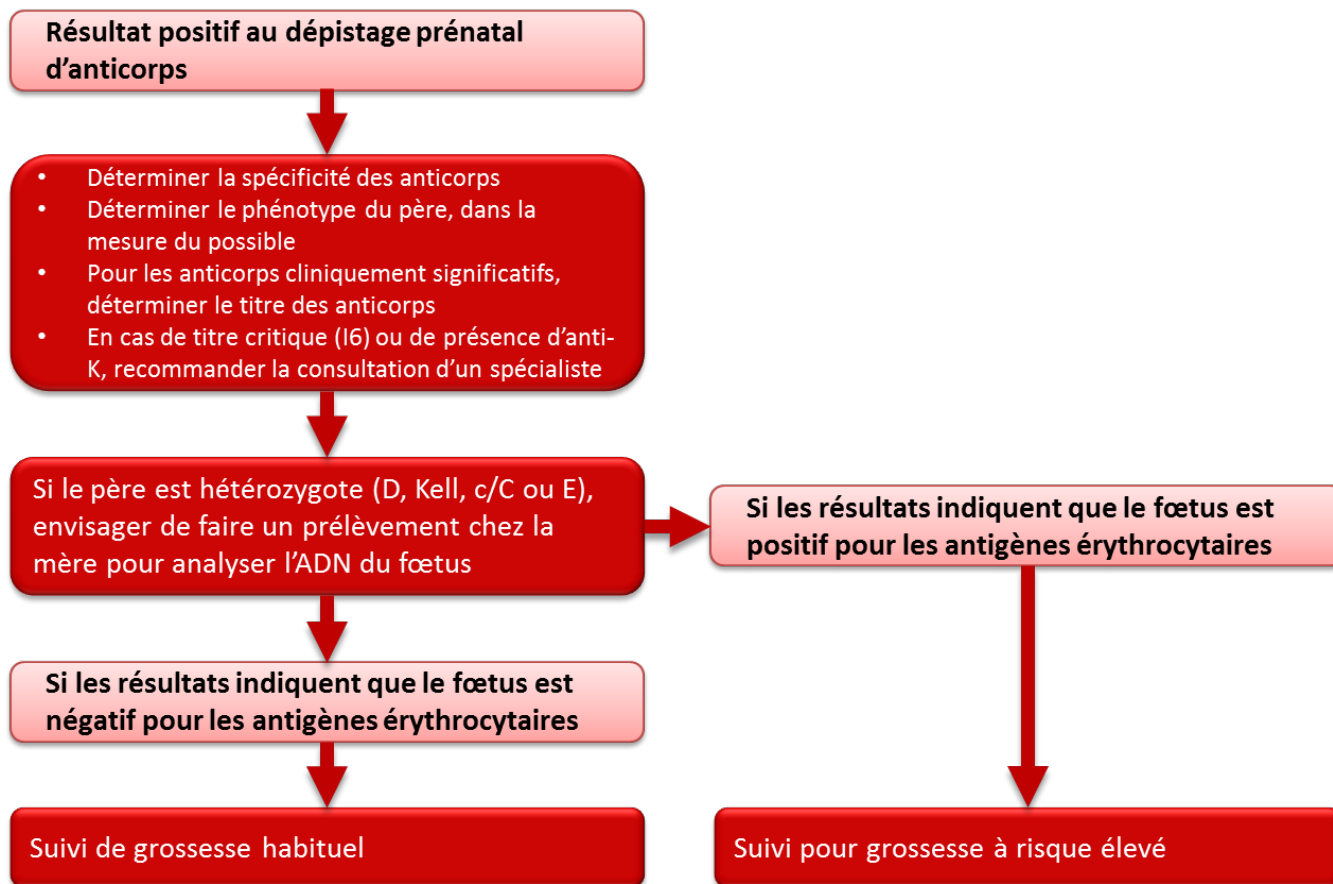 Résultat positif au dépistage prénatal
d’anticorps
• Déterminer la spécificité des anticorps
• Déterminer le phénotype du père, dans la
mesure du possible
• Pour les anticorps cliniquement significatifs,
déterminer le titre des anticorps
• En cas de titre critique (I6) ou de présence d’anti-
K, recommander la consultation d’un spécialiste
Si le père est hétérozygote (D, Kell, c/C ou E),
envisager de faire un prélèvement chez la
mère pour analyser l’ADN du fœtus
Si les résultats indiquent que le fœtus est
positif pour les antigènes érythrocytaires
Si les résultats indiquent que le fœtus est
négatif pour les antigènes érythrocytaires
Suivi de grossesse habituel
Suivi pour grossesse à risque élevé